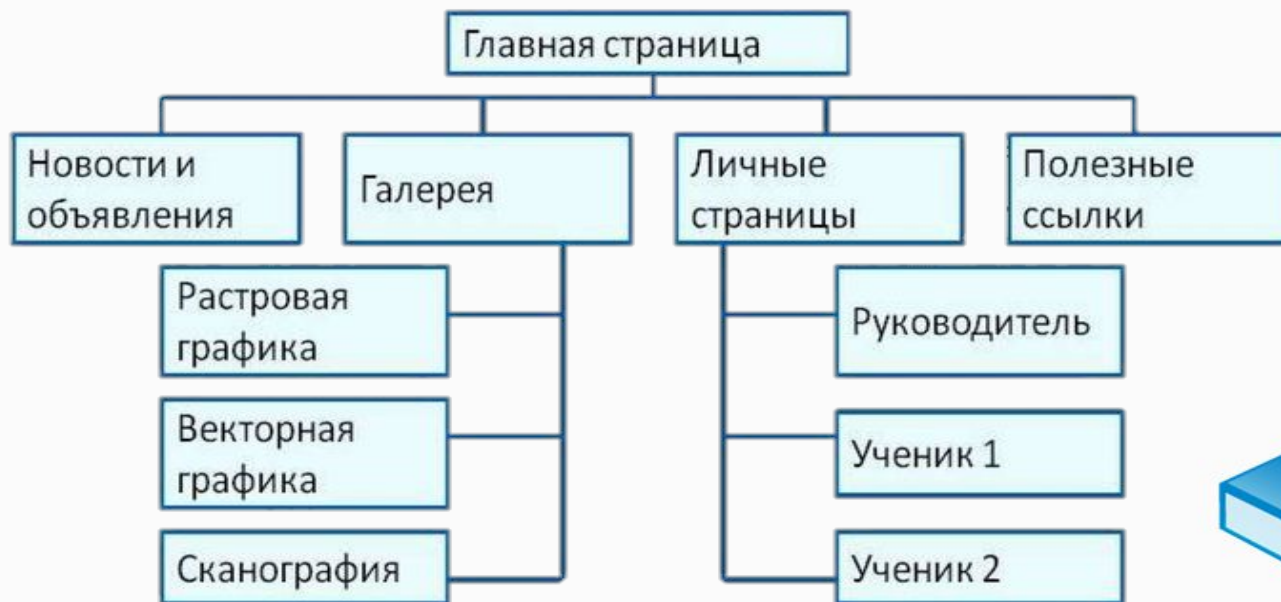 Главная страница
Новости и
объявления
Галерея
Личные
страницы
Полезные
ссылки
Растровая
графика
Векторная
графика
Сканография
Руководитель
Ученик 1
Ученик 2